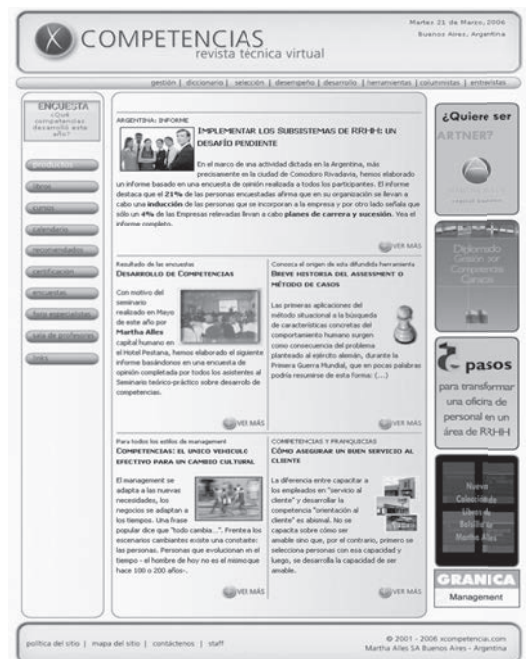 X COMPETENCIAS
revista técnica virtual
Martes 21 de Marzo, 2006
Buenos Aires, Argentina
gestión | diccionario | selección | desempeño | desarrollo | herramientas | columnistas | entrevistas
ENCUESTA
¿Qué
competencias
desarrolló este
año?
productos
libros
cursos
calendario
recomendados
certificación
encuestas
foro especialistas
sala de profesores
links
ARGENTINA: INFORME
IMPLEMENTAR LOS SUBSISTEMAS DE RRHH: UN
DESAFÍO PENDIENTE
En el marco de una actividad dictada en la Argentina, más
precisamente en la ciudad de Comodoro Rivadavia, hemos elaborado
un informe basado en una encuesta de opinión realizada a todos los participantes. El informe
destaca que el 21% de las personas encuestadas afirma que en su organización se llevan a
cabo una inducción de las personas que se incorporan a la empresa y por otro lado señala que
sólo un 4% de las Empresas relevadas llevan a cabo planes de carrera y sucesión. Vea el
informe completo.
VER MÁS
Resultado de las encuestas
DESARROLLO DE COMPETENCIAS
Con motivo del
seminario
realizado en Mayo
de este año por
Martha Alles
capital humano en
el Hotel Pestana, hemos elaborado el siguiente
informe basándonos en una encuesta de
opinión completada por todos los asistentes al
Seminario teórico-práctico sobre desarrollo de
competencias.
VER MÁS
Conozca el origen de esta difundida herramienta
BREVE HISTORIA DEL ASSESSMENT O
MÉTODO DE CASOS
Las primeras aplicaciones del
método situacional a la búsqueda
de características concretas del
comportamiento humano surgen
como consecuencia del problema
planteado al ejército alemán, durante la
Primera Guerra Mundial, que en pocas palabras
podría resumirse de esta forma: (...)
VER MÁS
Para todos los estilos de management
COMPETENCIAS: EL UNICO VEHICULO
EFECTIVO PARA UN CAMBIO CULTURAL
El management se
adapta a las nuevas
necesidades, los
negocios se adaptan a
los tiempos. Una frase
popular dice que "todo cambia...". Frente a los
escenarios cambiantes existe una constante:
las personas. Personas que evolucionan en el
tiempo - el hombre de hoy no es el mismo que
hace 100 o 200 años-.
VER MÁS
COMPETENCIAS Y FRANQUICIAS
CÓMO ASEGURAR UN BUEN SERVICIO AL
CLIENTE
La diferencia entre capacitar a
los empleados en "servicio al
cliente" y desarrollar la
competencia "orientación al
cliente" es abismal. No se
capacita sobre cómo ser
amable sino que, por el contrario, primero se
selecciona personas con esa capacidad y
luego, se desarrolla la capacidad de ser
amable.
VER MÁS
¿Quiere ser
ARTNER?
Diplomado
Gestión por
Competencias
Caracas
pasos
para transformar
una oficina de
personal en un
área de RRHH
Nueva
Colección de
Libros de
Bolsillo de
Martha Alles
GRANICA
Management
política del sitio | mapa del sitio | contáctenos | staff
© 2001 - 2006 xcompetencias.com
Martha Alles SA Buenos Aires - Argentina